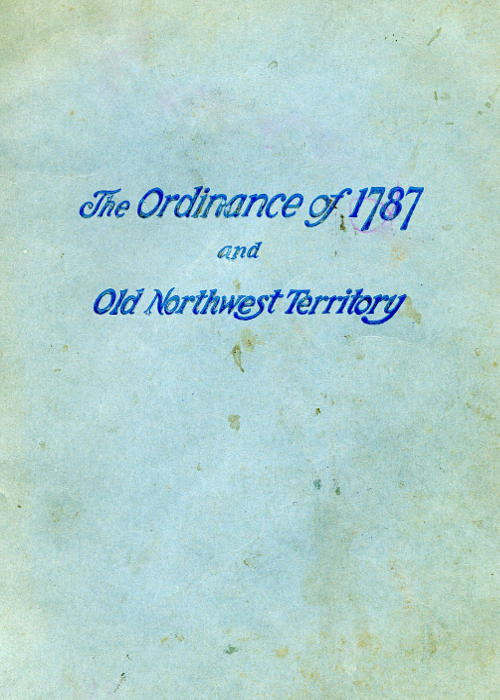 The Ordinance of 1787
and
Old Northwest Territory